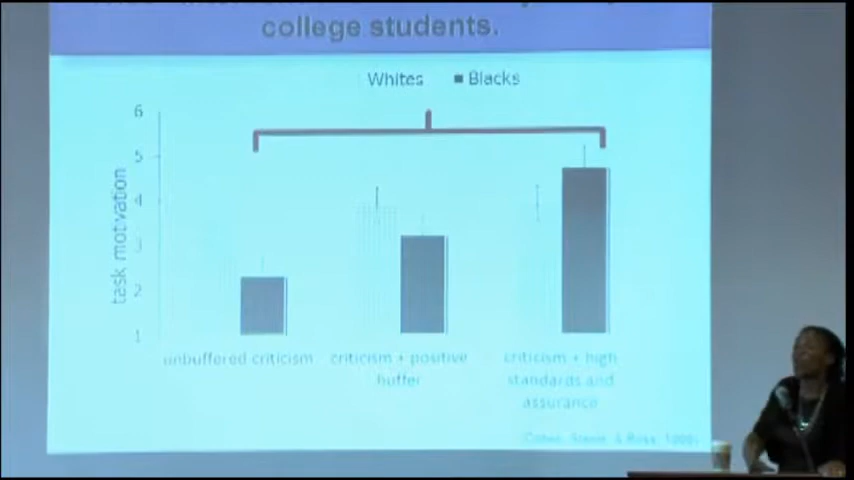 college students.
Whites ■ Blacks
6
5
4
3
2
1
task motivation
unbuffered criticism
criticism + positive
buffer
criticism + high
standards and
assurance